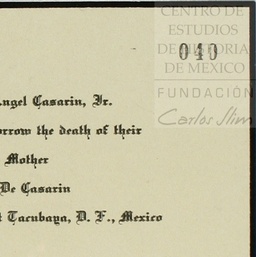 CENTRO DE
ESTUDIOS
DE HISTORIA
DE MEXICO
040
FUNDACIÓN
Carlos Slim
ngel Casarin, Jr.
rrow the death of their
Mother
De Casarin
t Tacubaya, D. F., Mexico